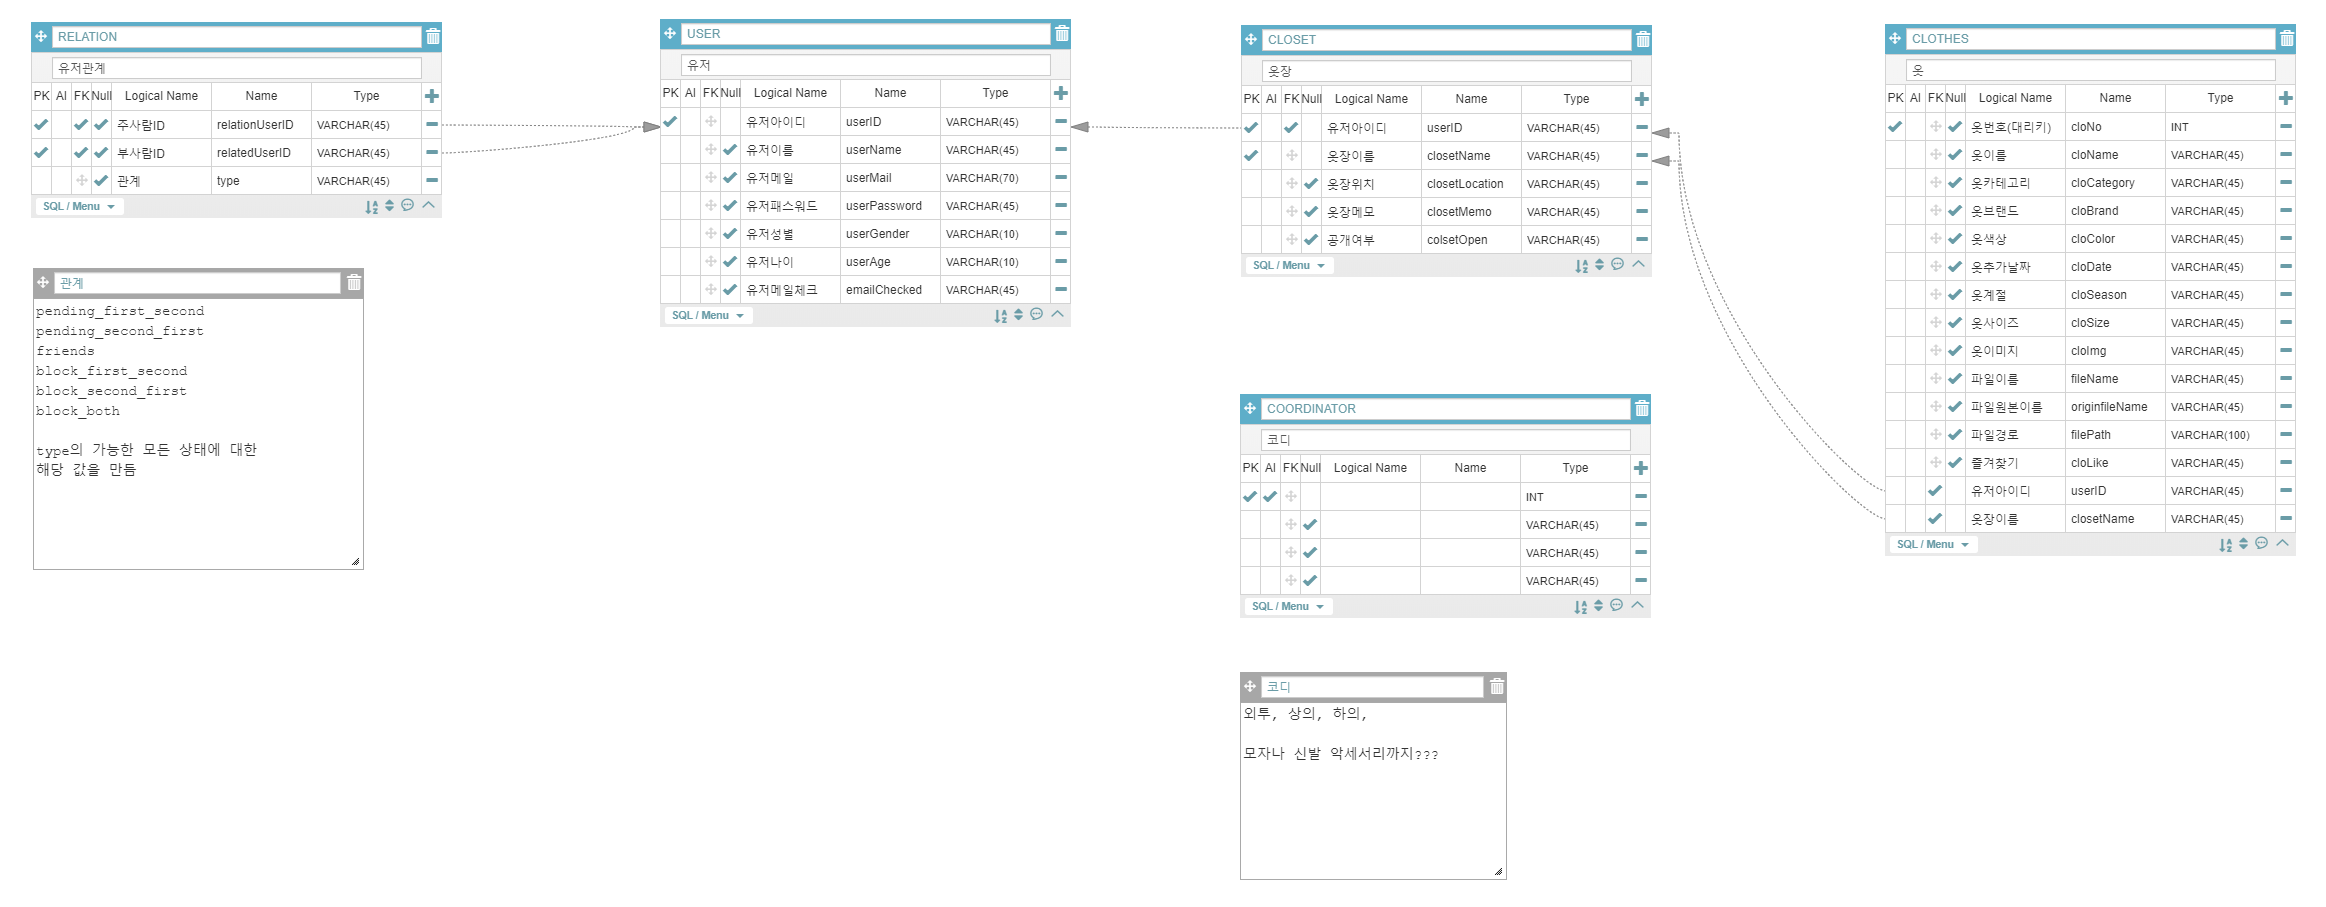 RELATION
유저관계
PK AI FK Null Logical Name Name Type
주사람ID relationUserID VARCHAR(45)
부사람ID relatedUserID VARCHAR(45)
관계 type VARCHAR(45)
SQL / Menu
관계
pending_first_second
pending_second_first
friends
block_first_second
block_second_first
block_both
type의 가능한 모든 상태에 대한
해당 값을 만듬
USER
유저
PK AI FK Null Logical Name Name Type
유저아이디 userID VARCHAR(45)
유저이름 userName VARCHAR(45)
유저메일 userMail VARCHAR(70)
유저패스워드 userPassword VARCHAR(45)
유저성별 userGender VARCHAR(10)
유저나이 userAge VARCHAR(10)
유저메일체크 emailChecked VARCHAR(45)
SQL / Menu
CLOSET
옷장
PK AI FK Null Logical Name Name Type
유저아이디 userID VARCHAR(45)
옷장이름 closetName VARCHAR(45)
옷장위치 closetLocation VARCHAR(45)
옷장메모 closetMemo VARCHAR(45)
공개여부 colsetOpen VARCHAR(45)
SQL / Menu
COORDINATOR
코디
PK AI FK Null Logical Name Name Type
INT
VARCHAR(45)
VARCHAR(45)
VARCHAR(45)
SQL / Menu
코디
외투, 상의, 하의,
모자나 신발 악세서리까지???
CLOTHES
옷
PK AI FK Null Logical Name Name Type
옷번호(대리키) cloNo INT
옷이름 cloName VARCHAR(45)
옷카테고리 cloCategory VARCHAR(45)
옷브랜드 cloBrand VARCHAR(45)
옷색상 cloColor VARCHAR(45)
옷추가날짜 cloDate VARCHAR(45)
옷계절 cloSeason VARCHAR(45)
옷사이즈 cloSize VARCHAR(45)
옷이미지 cloImg VARCHAR(45)
파일이름 fileName VARCHAR(45)
파일원본이름 originfileName VARCHAR(45)
파일경로 filePath VARCHAR(100)
즐겨찾기 cloLike VARCHAR(45)
유저아이디 userID VARCHAR(45)
옷장이름 closetName VARCHAR(45)
SQL / Menu